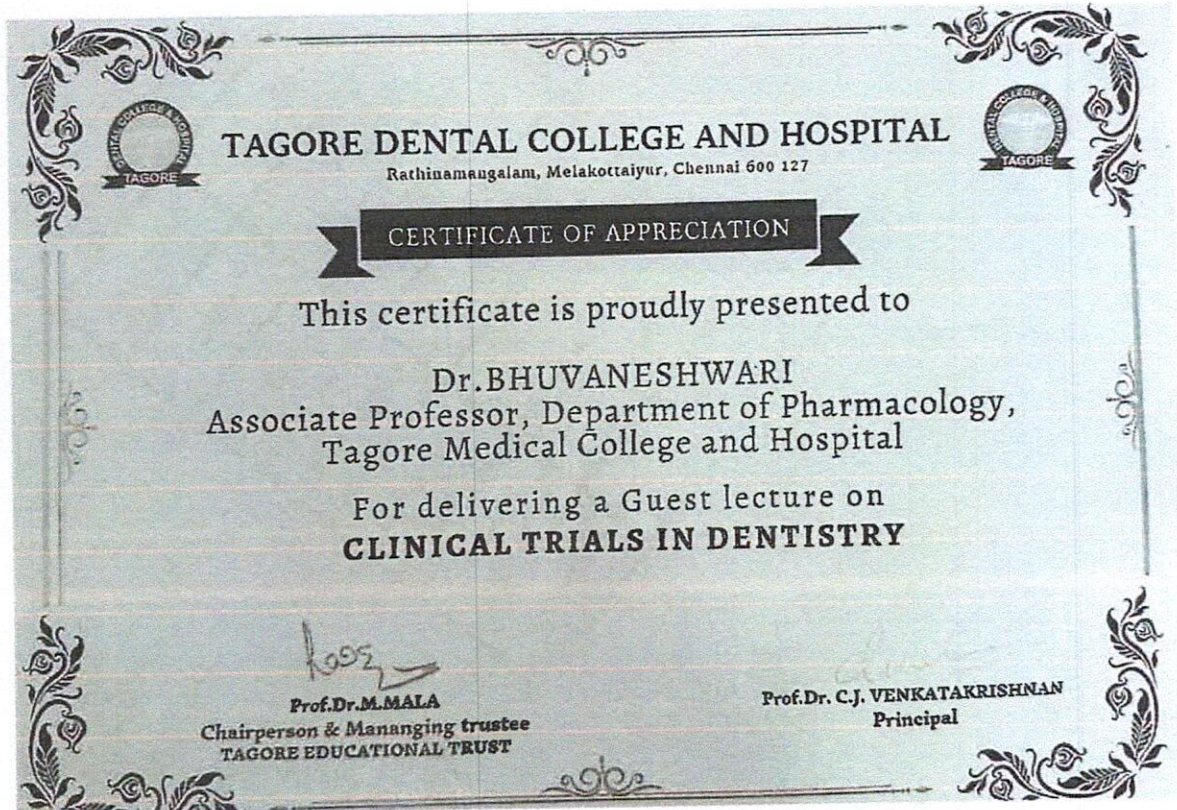 TAGORE DENTAL COLLEGE AND HOSPITAL
Rathinamangalam, Melakottaiyur, Chennai 600 127
TAGORE
TAGORE
CERTIFICATE OF APPRECIATION
This certificate is proudly presented to
Dr.BHUVANESHWARI
Associate Professor, Department of Pharmacology,
Tagore Medical College and Hospital
For delivering a Guest lecture on
CLINICAL TRIALS IN DENTISTRY
Prof.Dr.M.MALA
Chairperson & Mananging trustee
TAGORE EDUCATIONAL TRUST
Prof.Dr. C.J. VENKATAKRISHNAN
Principal